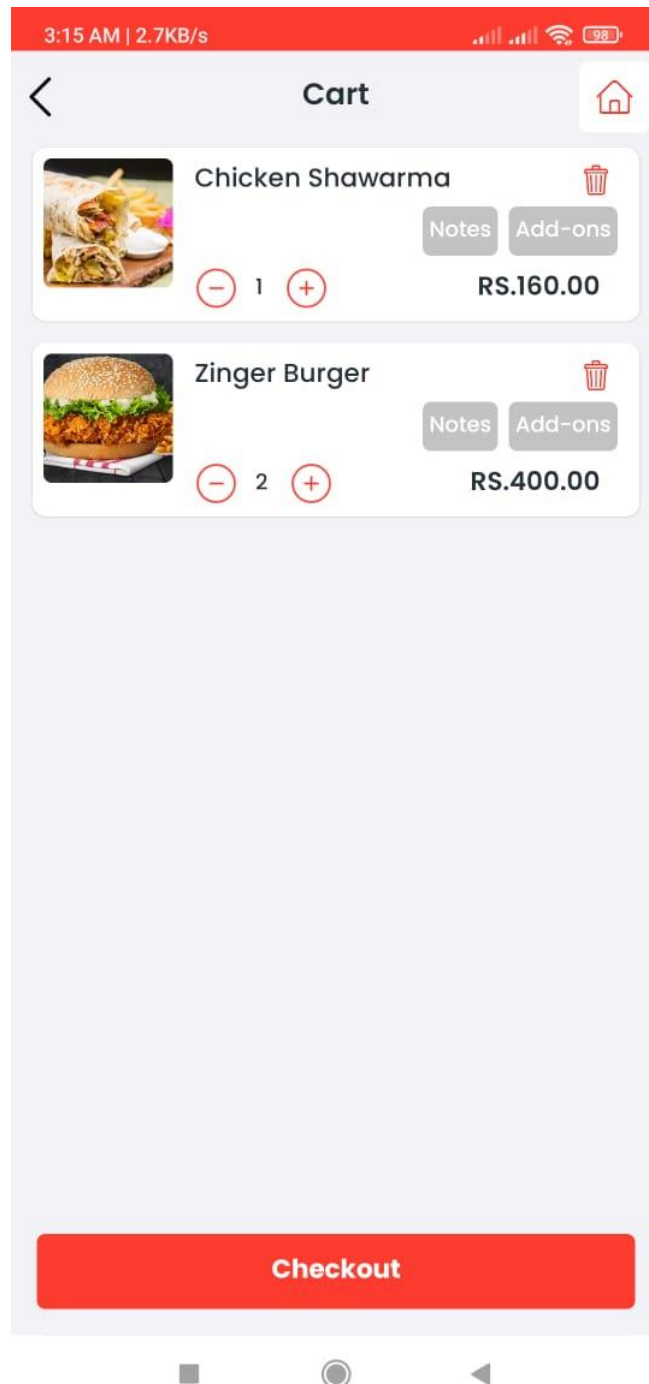 3:15 AM | 2.7KB/s 98
Cart
Chicken Shawarma
Notes Add-ons
1 RS.160.00
Zinger Burger
Notes Add-ons
2 RS.400.00
Checkout